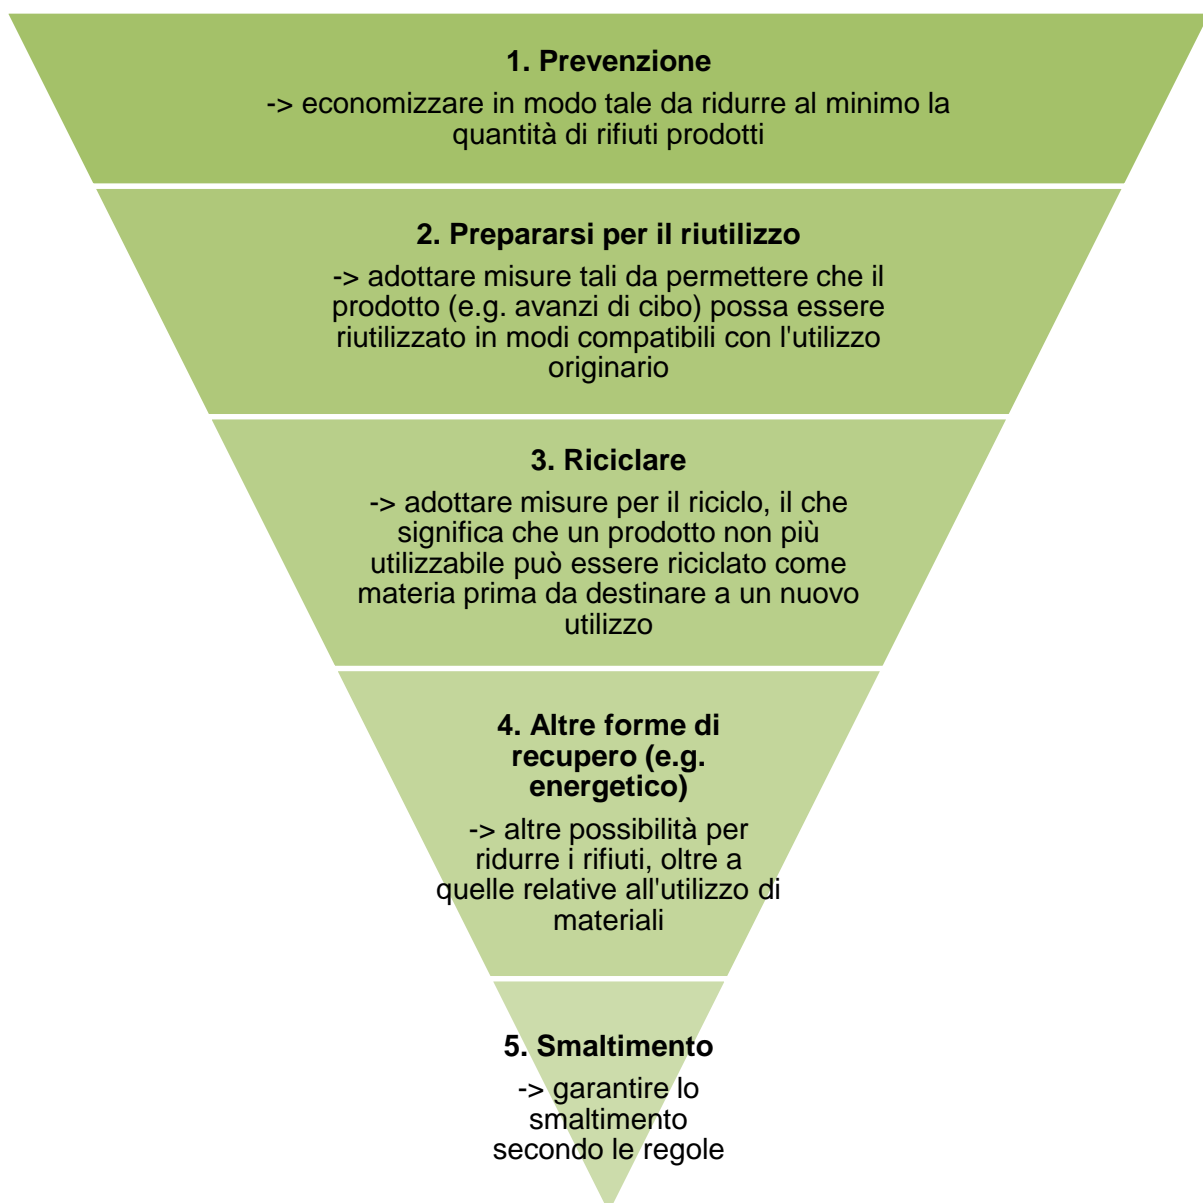 1. Prevenzione
-> economizzare in modo tale da ridurre al minimo la
quantità di rifiuti prodotti
2. Prepararsi per il riutilizzo
-> adottare misure tali da permettere che il
prodotto (e.g. avanzi di cibo) possa essere
riutilizzato in modi compatibili con l'utilizzo
originario
3. Riciclare
-> adottare misure per il riciclo, il che
significa che un prodotto non più
utilizzabile può essere riciclato come
materia prima da destinare a un nuovo
utilizzo
4. Altre forme di
recupero (e.g.
energetico)
-> altre possibilità per
ridurre i rifiuti, oltre a
quelle relative all'utilizzo di
materiali
5. Smaltimento
-> garantire lo
smaltimento
secondo le regole